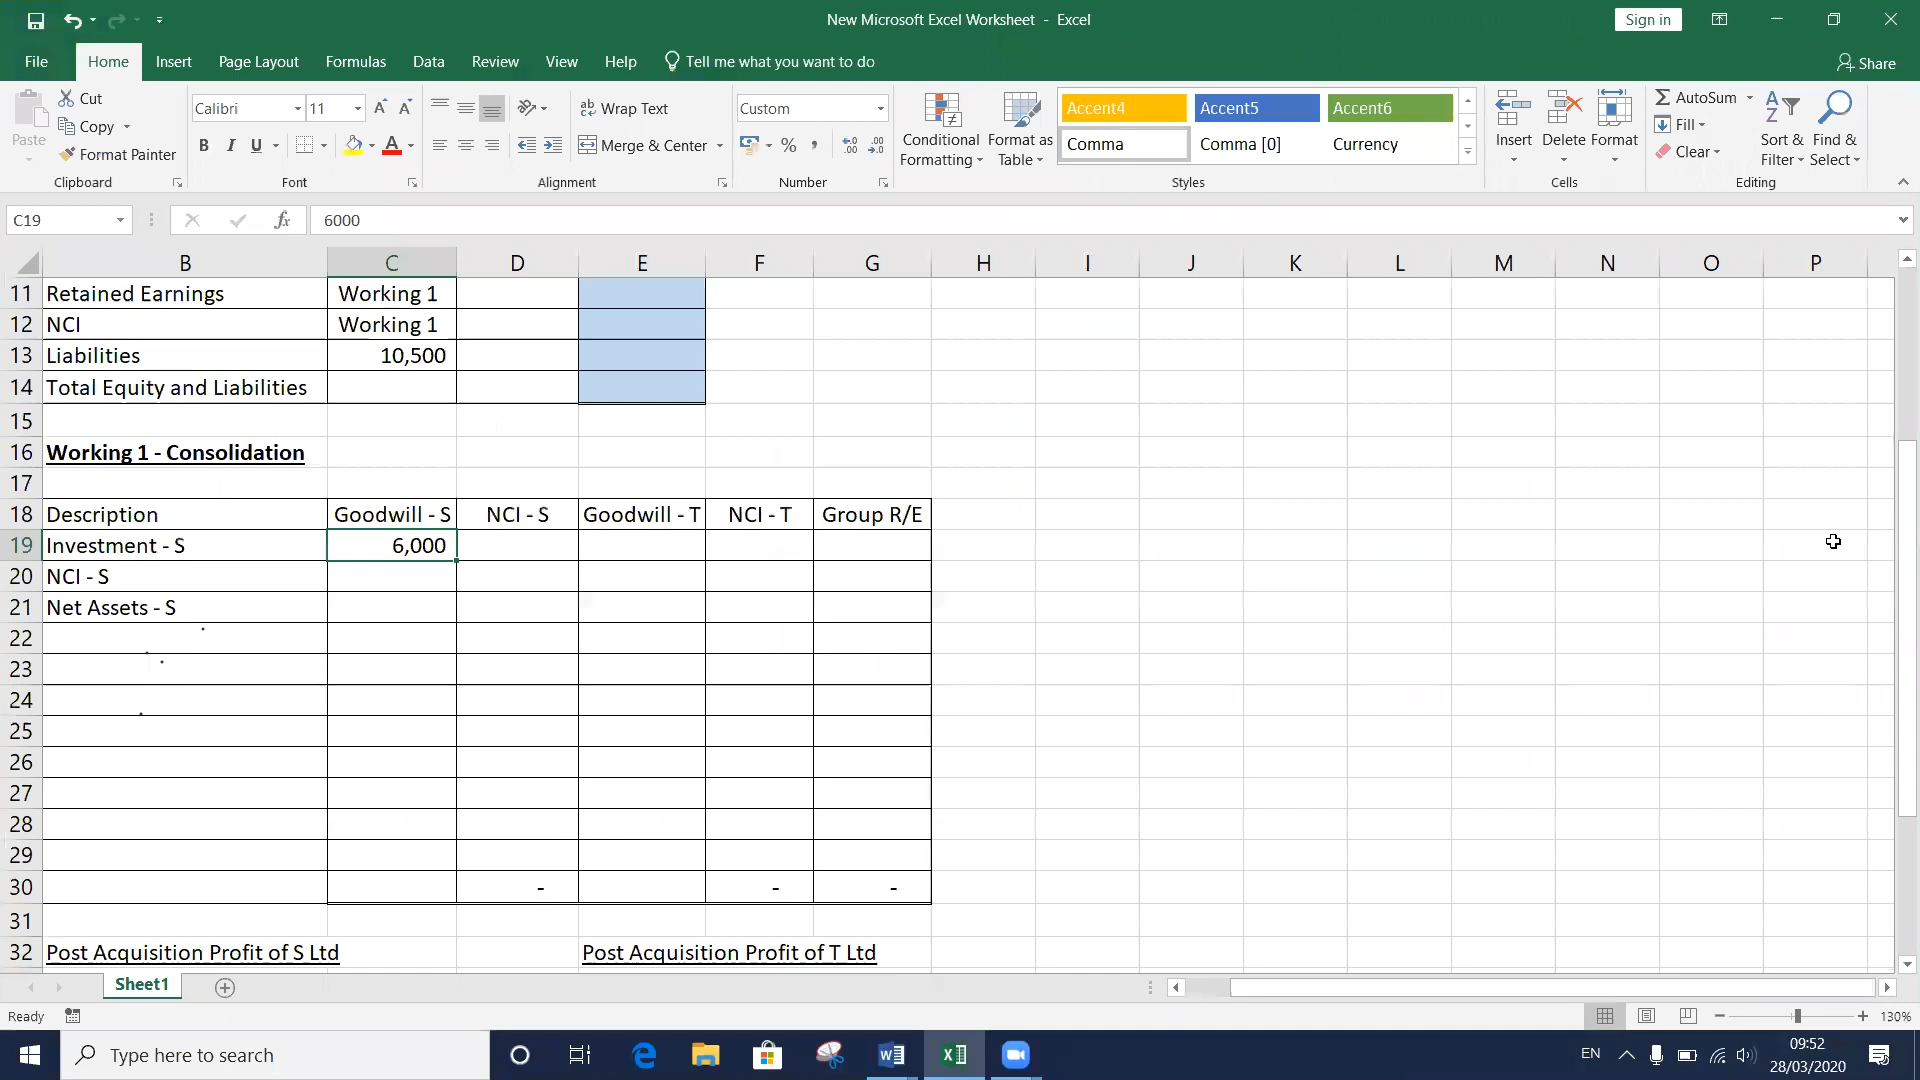 New Microsoft Excel Worksheet - Excel
Sign in
File Home Insert Page Layout Formulas Data Review View Help Tell me what you want to do Share
Paste
Cut
Copy
Format Painter
Clipboard
Calibri 11
B I U
Font
ab Wrap Text
Merge & Center
Alignment
Custom
%
Number
Conditional Formatting
Format as Table
Accent4 Accent5 Accent6
Comma Comma [0] Currency
Styles
Insert Delete Format
Cells
AutoSum
Fill
Clear
Sort & Filter
Find & Select
Editing
C19 fx 6000
B C D E F G H I J K L M N O P
11 Retained Earnings Working 1
12 NCI Working 1
13 Liabilities 10,500
14 Total Equity and Liabilities
15
16 Working 1 - Consolidation
17
18 Description Goodwill - S NCI - S Goodwill - T NCI - T Group R/E
19 Investment - S 6,000
20 NCI - S
21 Net Assets - S
22
23
24
25
26
27
28
29
30 - - -
31
32 Post Acquisition Profit of S Ltd Post Acquisition Profit of T Ltd
Sheet1
Ready 130%
Type here to search
EN
09:52
28/03/2020